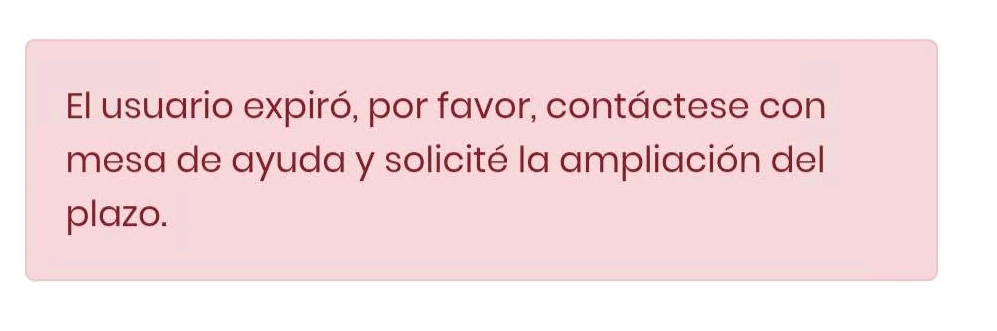 El usuario expiró, por favor, contáctese con
mesa de ayuda y solicité la ampliación del
plazo.